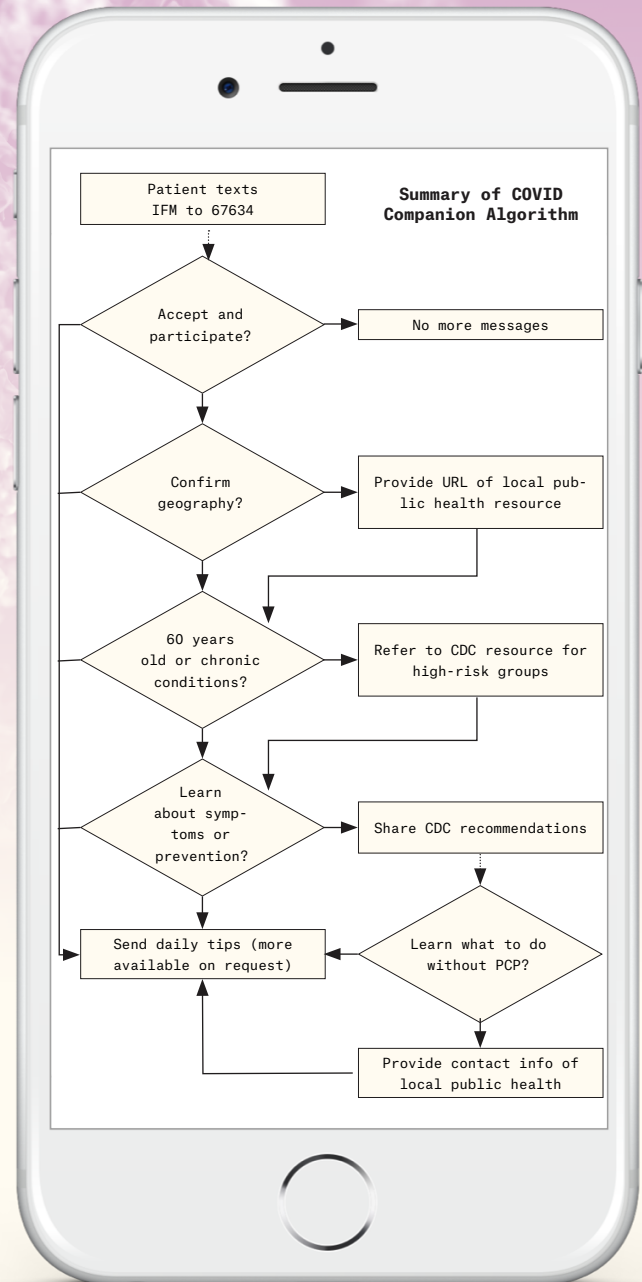 Summary of COVID
Companion Algorithm
Patient texts
IFM to 67634
Accept and
participate?
No more messages
Confirm
geography?
Provide URL of local pub-
lic health resource
60 years
old or chronic
conditions?
Refer to CDC resource for
high-risk groups
Learn
about symp-
toms or
prevention?
Share CDC recommendations
Send daily tips (more
available on request)
Learn what to do
without PCP?
Provide contact info of
local public health